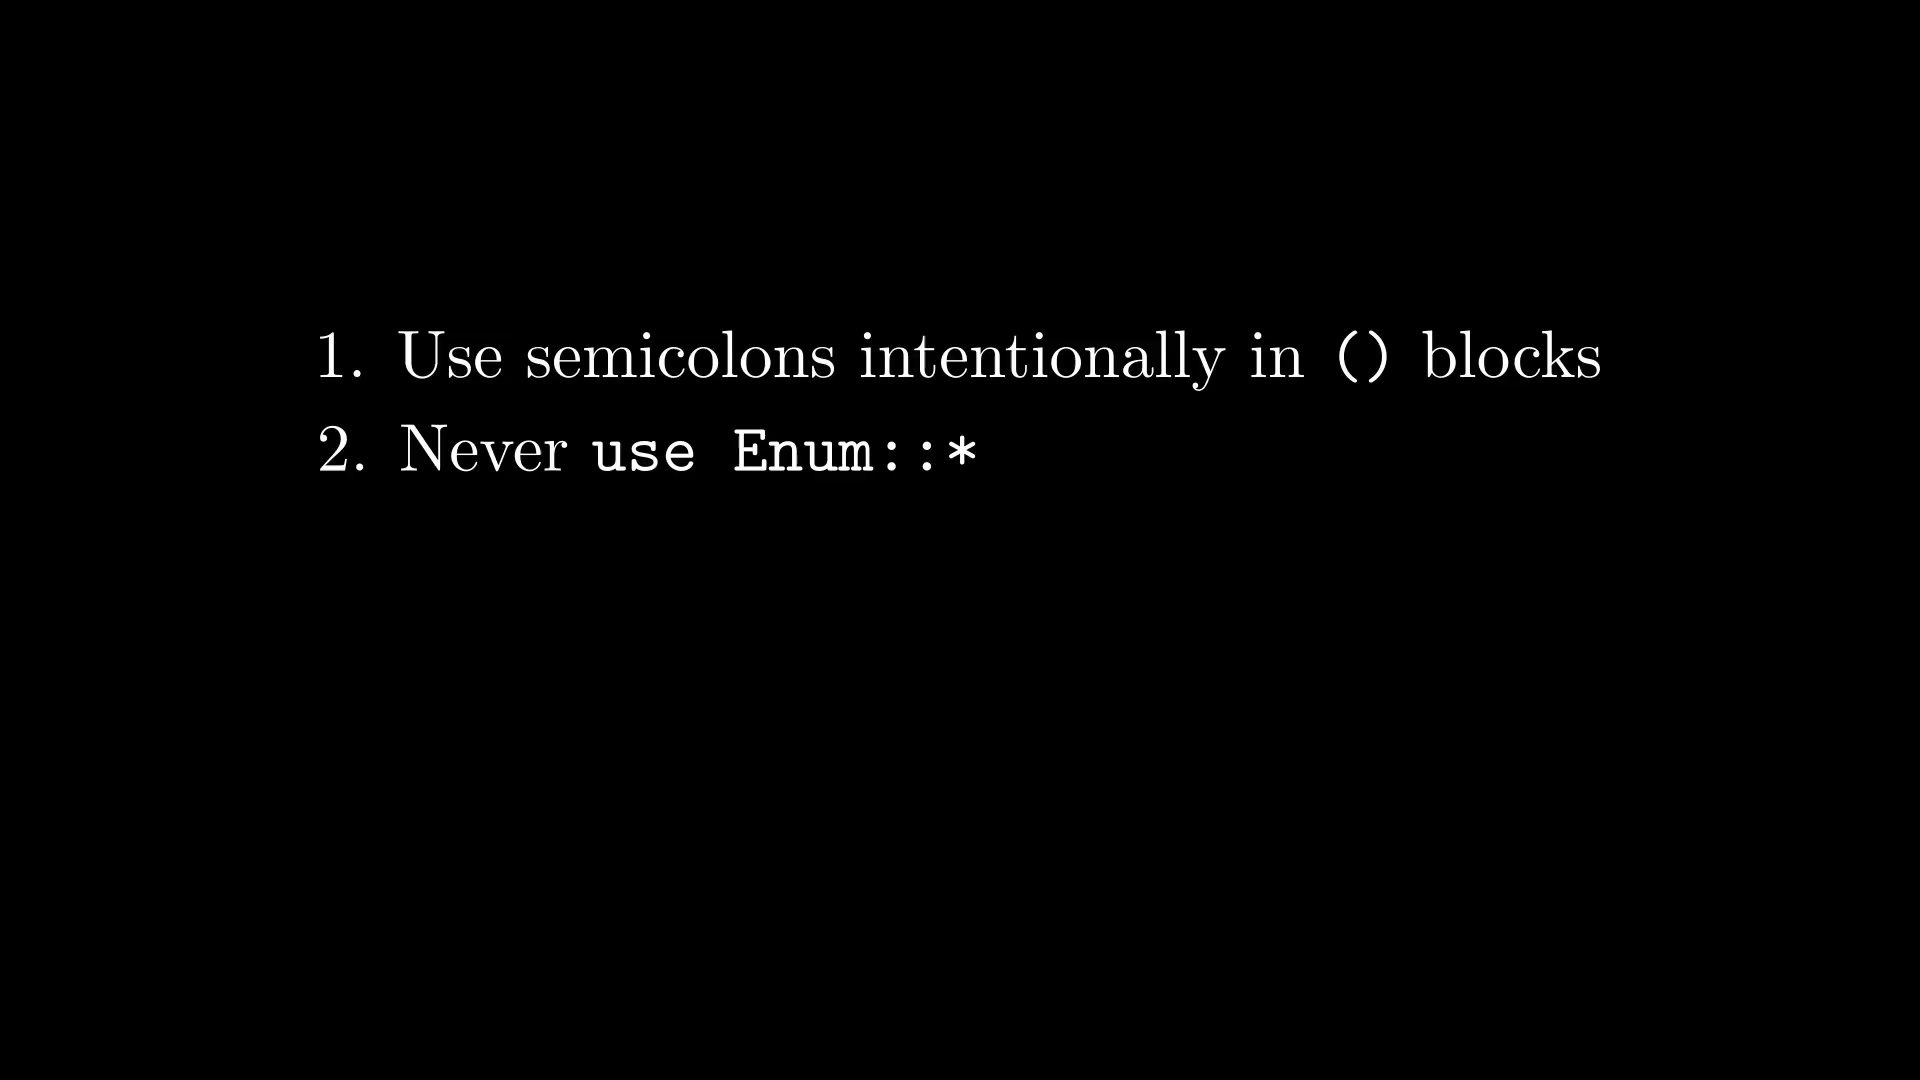 1. Use semicolons intentionally in () blocks
2. Never use Enum::*